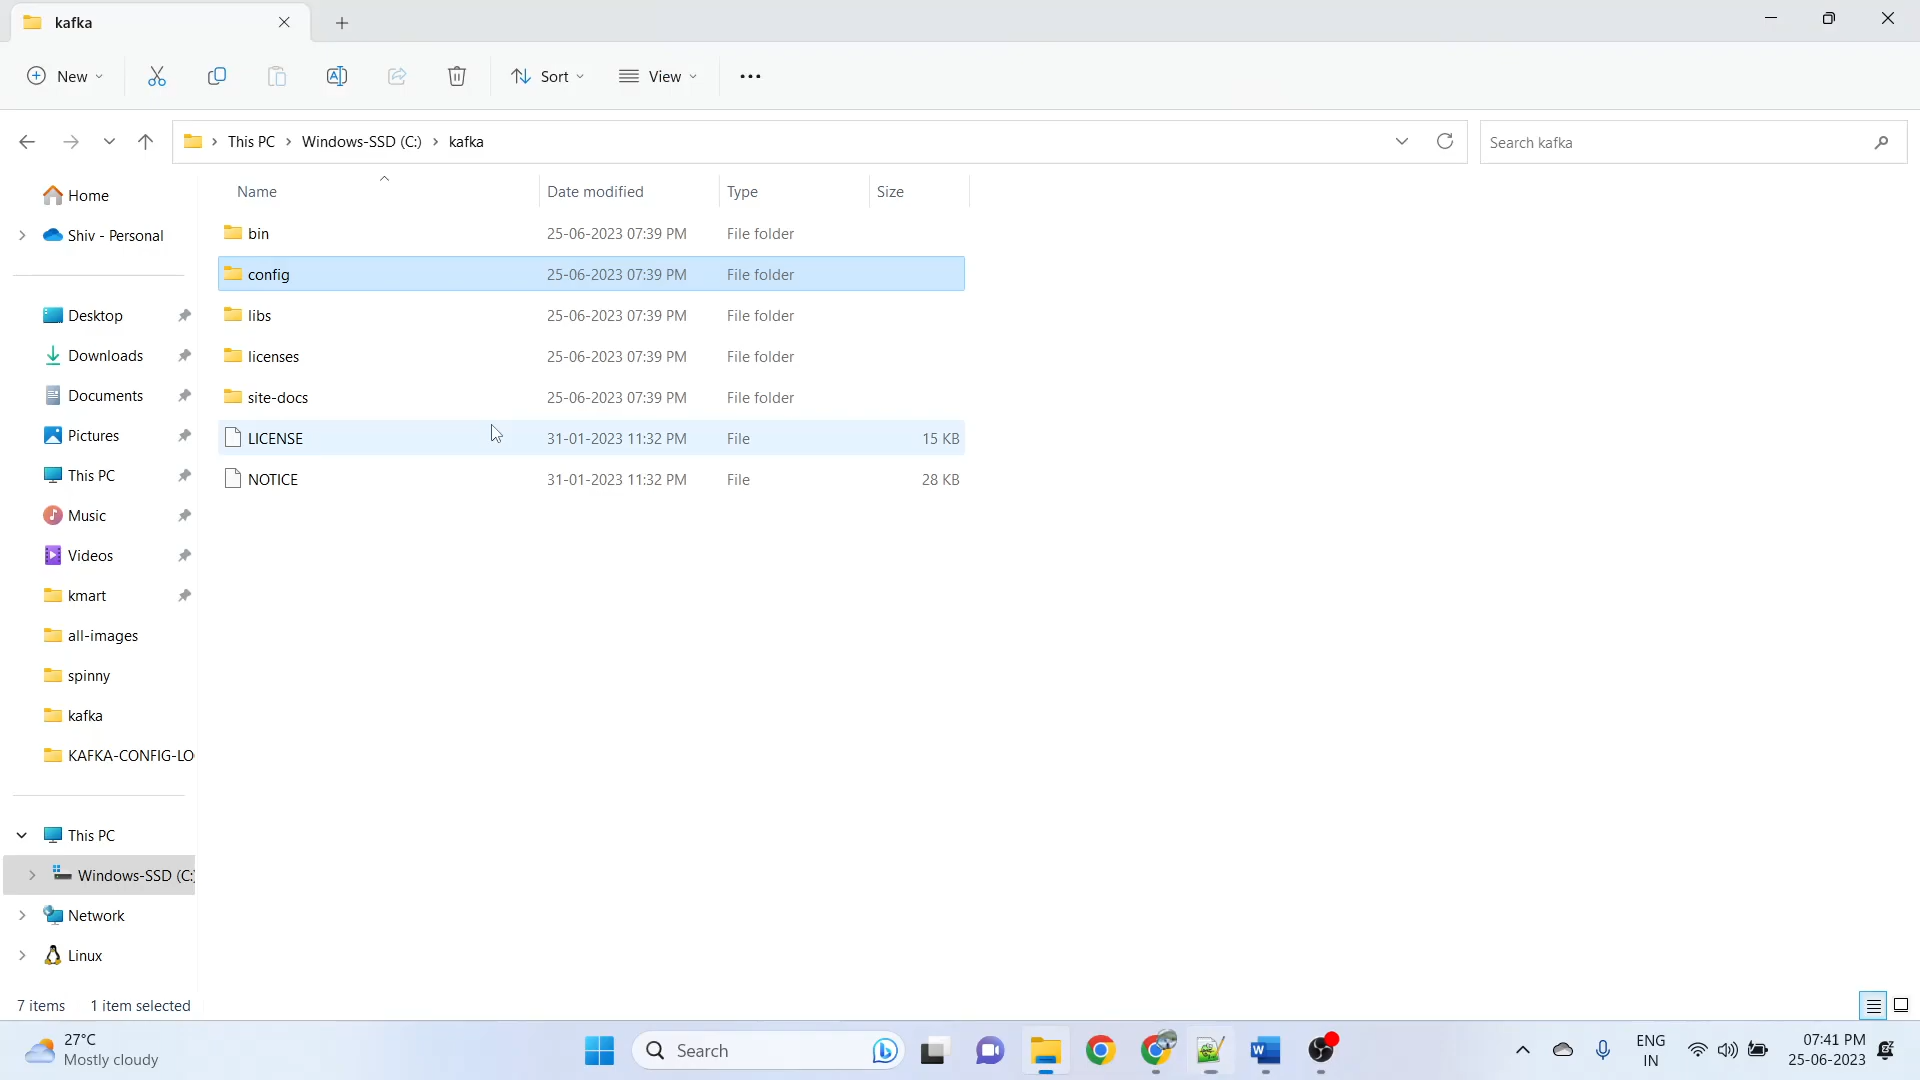 kafka
New
Sort
View
This PC
Windows-SSD (C:)
kafka
Search kafka
Name
Date modified
Type
Size
bin 25-06-2023 07:39 PM File folder
config 25-06-2023 07:39 PM File folder
libs 25-06-2023 07:39 PM File folder
licenses 25-06-2023 07:39 PM File folder
site-docs 25-06-2023 07:39 PM File folder
LICENSE 31-01-2023 11:32 PM File 15 KB
NOTICE 31-01-2023 11:32 PM File 28 KB
Home
Shiv - Personal
Desktop
Downloads
Documents
Pictures
This PC
Music
Videos
kmart
all-images
spinny
kafka
KAFKA-CONFIG-LO
This PC
Windows-SSD (C:)
Network
Linux
7 items 1 item selected
27°C
Mostly cloudy
Search
ENG
IN
07:41 PM
25-06-2023